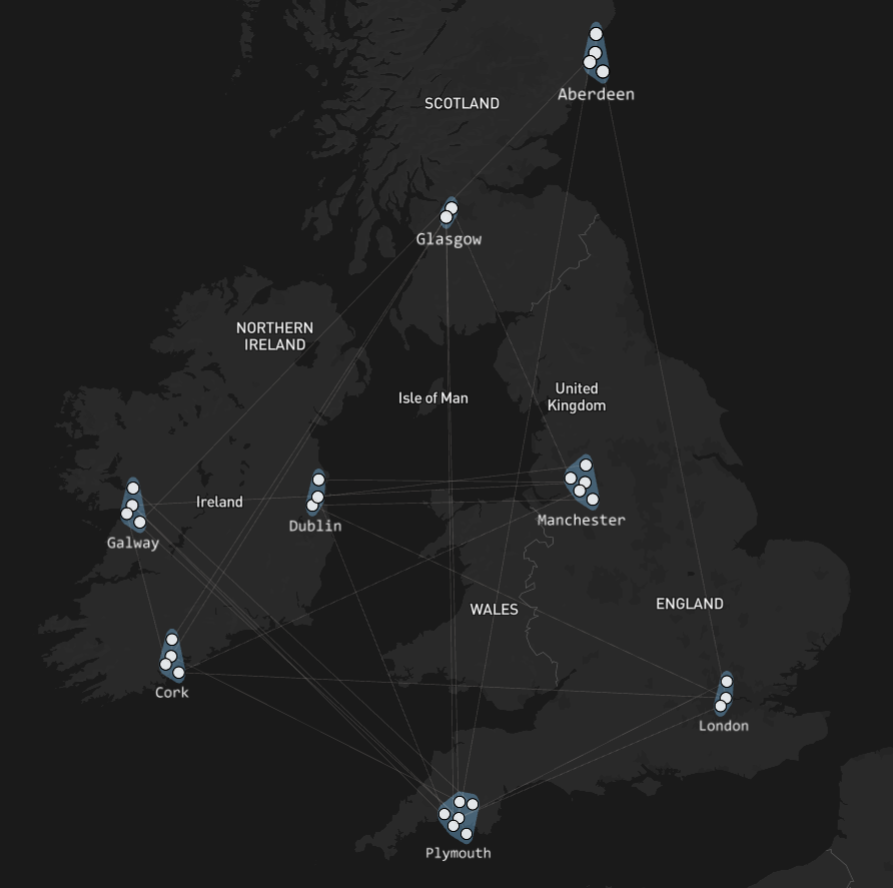 SCOTLAND
Aberdeen
Glasgow
NORTHERN
IRELAND
Isle of Man
United
Kingdom
Ireland
Galway
Dublin
Manchester
WALES
ENGLAND
Cork
London
Plymouth